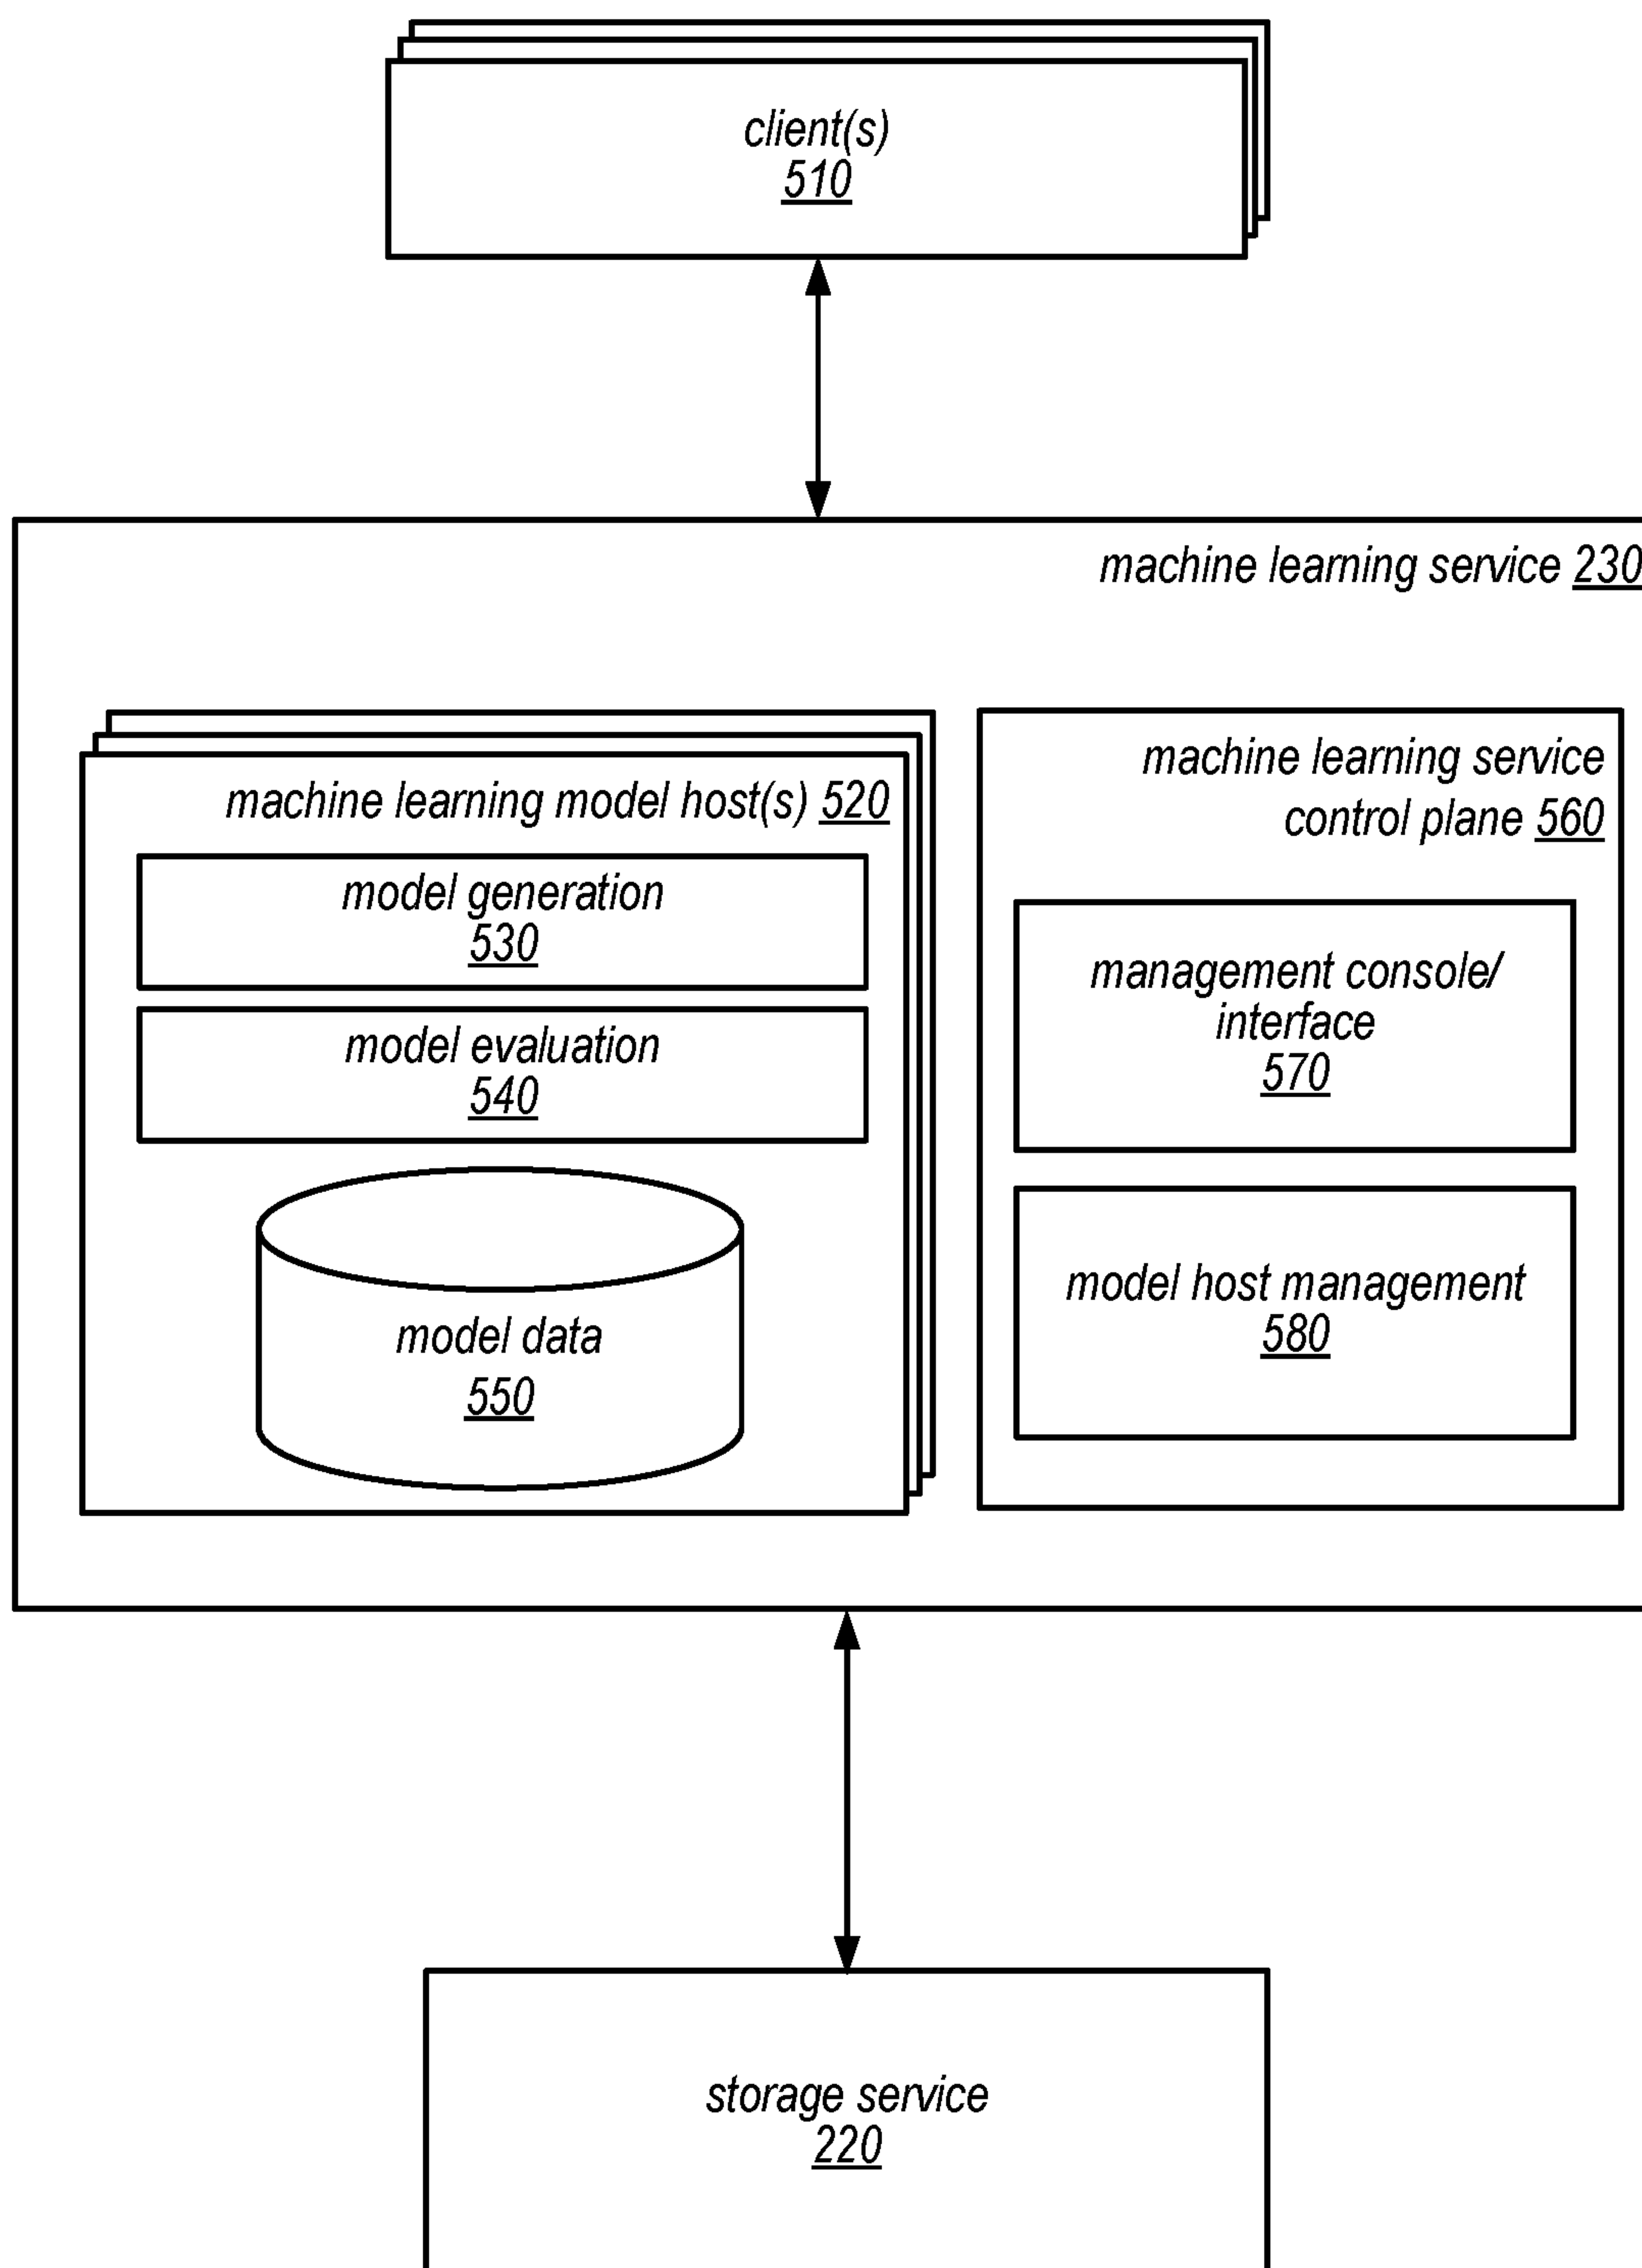 client(s)
510
machine learning service 230
machine learning model host(s) 520
model generation
530
model evaluation
540
model data
550
machine learning service
control plane 560
management console/
interface
570
model host management
580
storage service
220